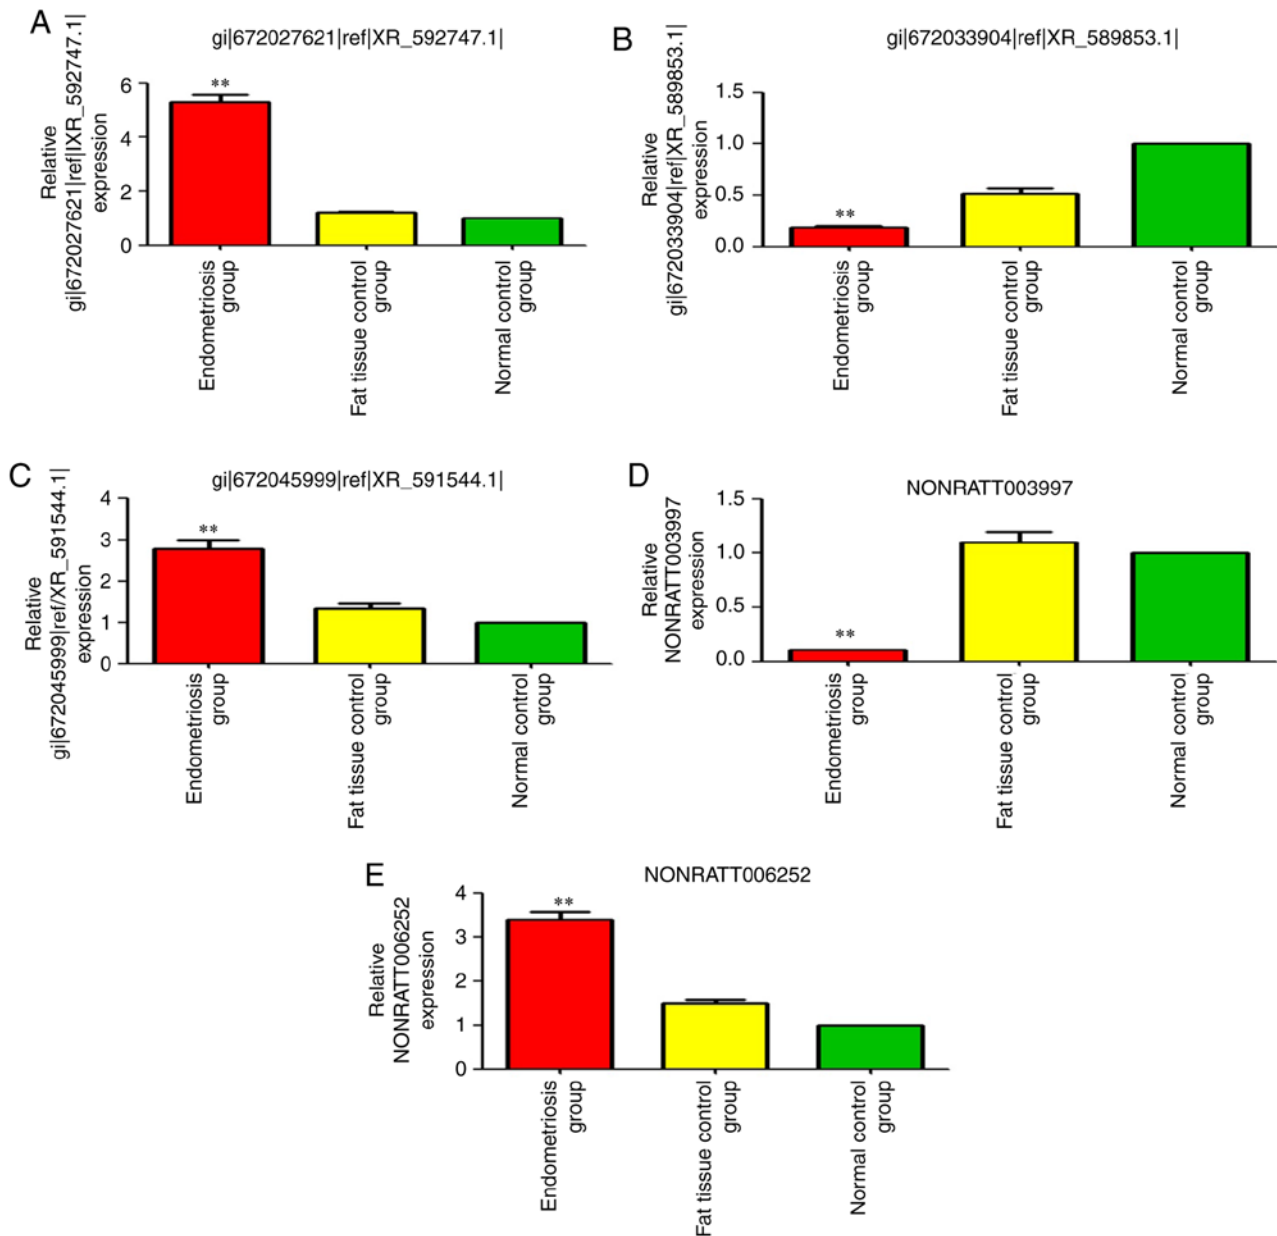 A
gi|672027621|ref|XR_592747.1|
Relative
gi|672027621|ref|IXR_592747.1|
expression
6
4
2
0
**
Endometriosis
group
Fat tissue control
group
Normal control
group
B
gi|672033904|ref|XR_589853.1|
Relative
gi|672033904|ref|XR_589853.1|
expression
1.5
1.0
0.5
0.0
**
Endometriosis
group
Fat tissue control
group
Normal control
group
C
gi|672045999|ref|XR_591544.1|
Relative
gi|672045999|ref/XR_591544.1|
expression
4
3
2
1
0
**
Endometriosis
group
Fat tissue control
group
Normal control
group
D
NONRATT003997
Relative
NONRATT003997
expression
1.5
1.0
0.5
0.0
**
Endometriosis
group
Fat tissue control
group
Normal control
group
E
NONRATT006252
Relative
NONRATT006252
expression
4
3
2
1
0
**
Endometriosis
group
Fat tissue control
group
Normal control
group